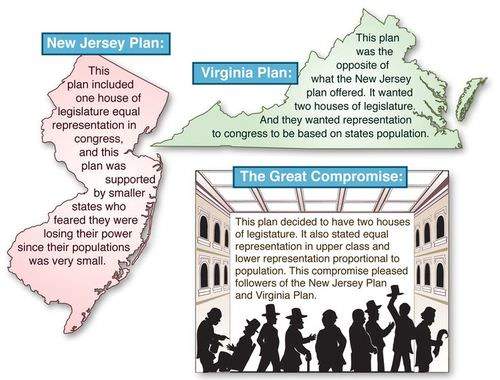 New Jersey Plan:
This
plan included
one house of
legislature equal
representation in
congress,
and this
plan was
supported
by smaller
states who
feared they were
losing their power
since their populations
was very small.
Virginia Plan:
This plan
was the
opposite of
what the New Jersey
plan offered. It wanted
two houses of legislature.
And they wanted representation
to congress to be based on states population.
The Great Compromise:
This plan decided to have two houses
of legistature. It also stated equal
representation in upper class and
lower representation proportional to
population. This compromise pleased
followers of the New Jersey Plan
and Virginia Plan.